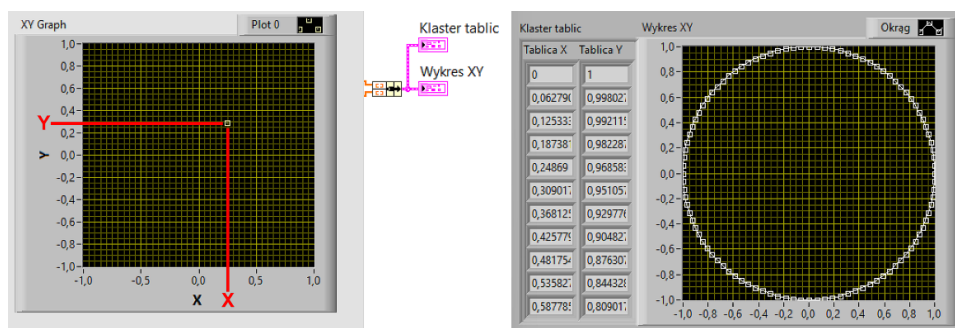 XY Graph
Plot 0
1,0
0,8
0,6
0,4
0,2
0,0
-0,2
-0,4
-0,6
-0,8
-1,0
Y
Y
-1,0 -0,5 0,0 0,5 1,0
X
X
Klaster tablic
Wykres XY
Klaster tablic
Tablica X Tablica Y
0 1
0,062790 0,998027
0,125333 0,992115
0,187381 0,982287
0,24869 0,968583
0,309017 0,951057
0,368125 0,929776
0,425779 0,904827
0,481754 0,876307
0,535827 0,844328
0,587785 0,809017
Wykres XY
Okrąg
1,0
0,8
0,6
0,4
0,2
0,0
-0,2
-0,4
-0,6
-0,8
-1,0
-1,0 -0,8 -0,6 -0,4 -0,2 0,0 0,2 0,4 0,6 0,8 1,0